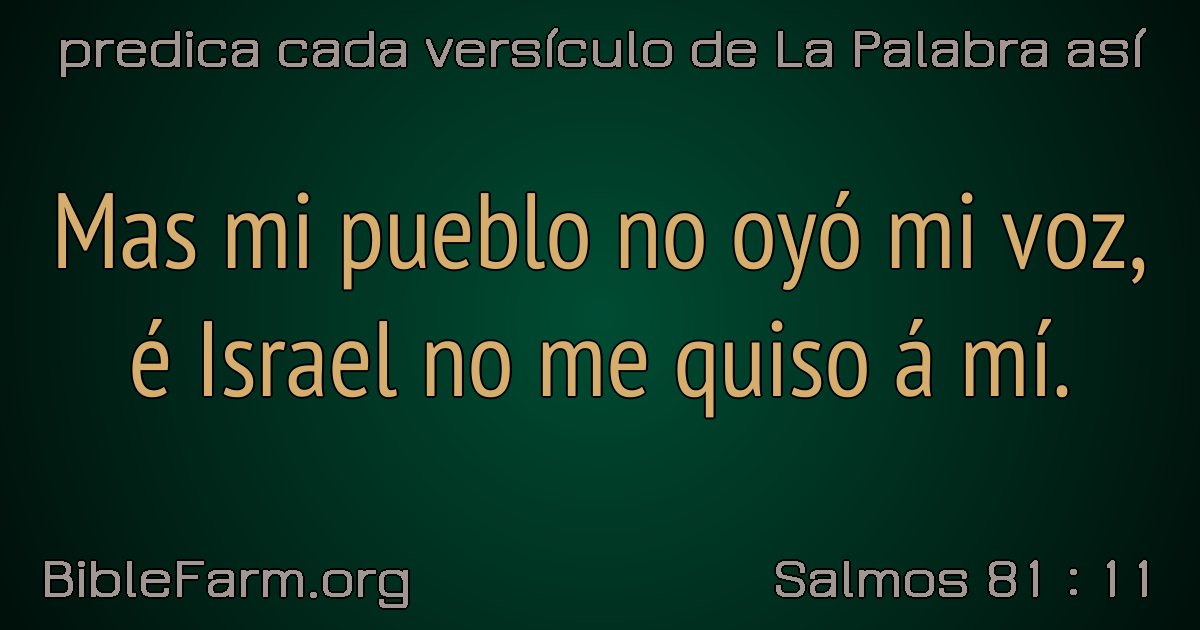 predica cada versículo de La Palabra así
Mas mi pueblo no oyó mi voz,
é Israel no me quiso á mí.
BibleFarm.org
Salmos 81 : 11